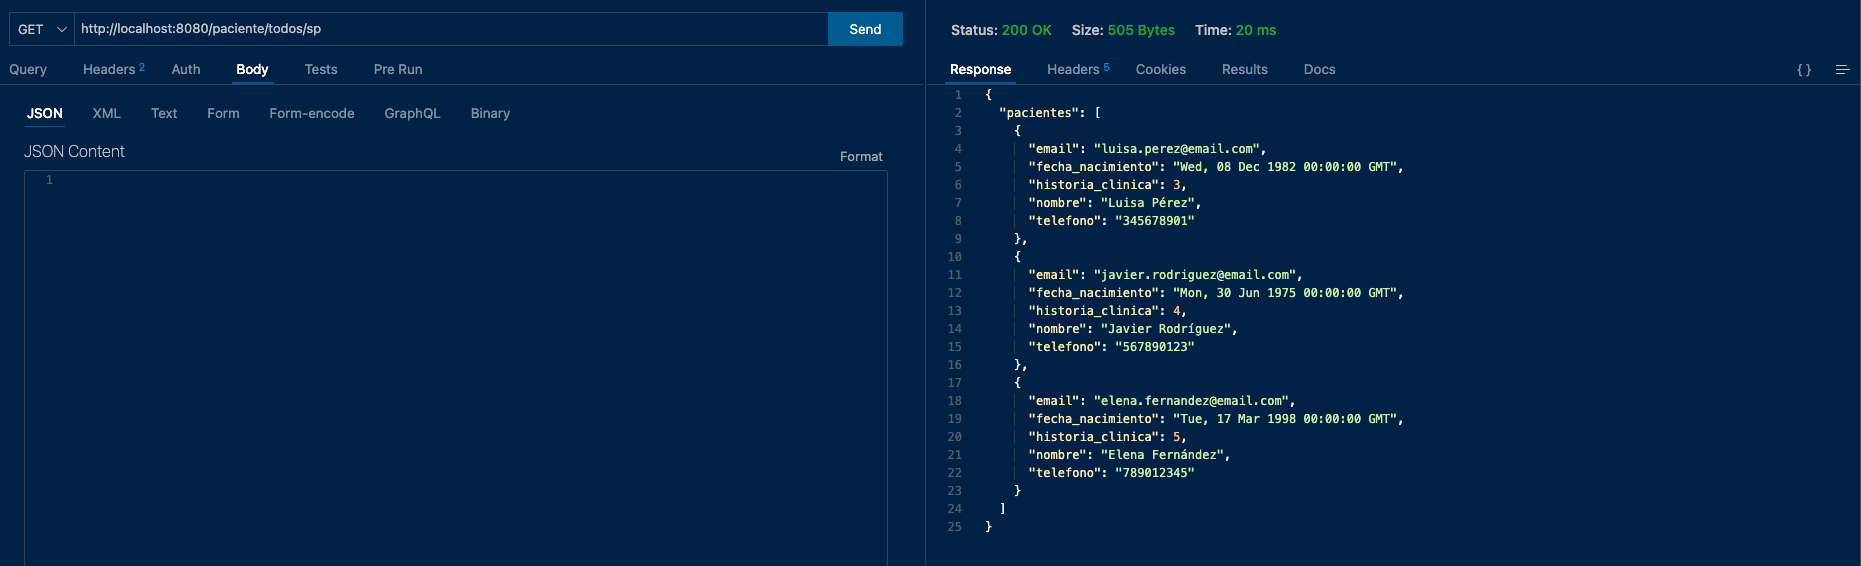 GET http://localhost:8080/paciente/todos/sp Send
Query Headers 2 Auth Body Tests Pre Run
JSON XML Text Form Form-encode GraphQL Binary
JSON Content Format
1
Status: 200 OK Size: 505 Bytes Time: 20 ms
Response Headers 5 Cookies Results Docs { }
1 {
2 "pacientes": [
3 {
4 "email": "luisa.perez@email.com",
5 "fecha_nacimiento": "Wed, 08 Dec 1982 00:00:00 GMT",
6 "historia_clinica": 3,
7 "nombre": "Luisa Pérez",
8 "telefono": "345678901"
9 },
10 {
11 "email": "javier.rodriguez@email.com",
12 "fecha_nacimiento": "Mon, 30 Jun 1975 00:00:00 GMT",
13 "historia_clinica": 4,
14 "nombre": "Javier Rodríguez",
15 "telefono": "567890123"
16 },
17 {
18 "email": "elena.fernandez@email.com",
19 "fecha_nacimiento": "Tue, 17 Mar 1998 00:00:00 GMT",
20 "historia_clinica": 5,
21 "nombre": "Elena Fernández",
22 "telefono": "789012345"
23 }
24 ]
25 }